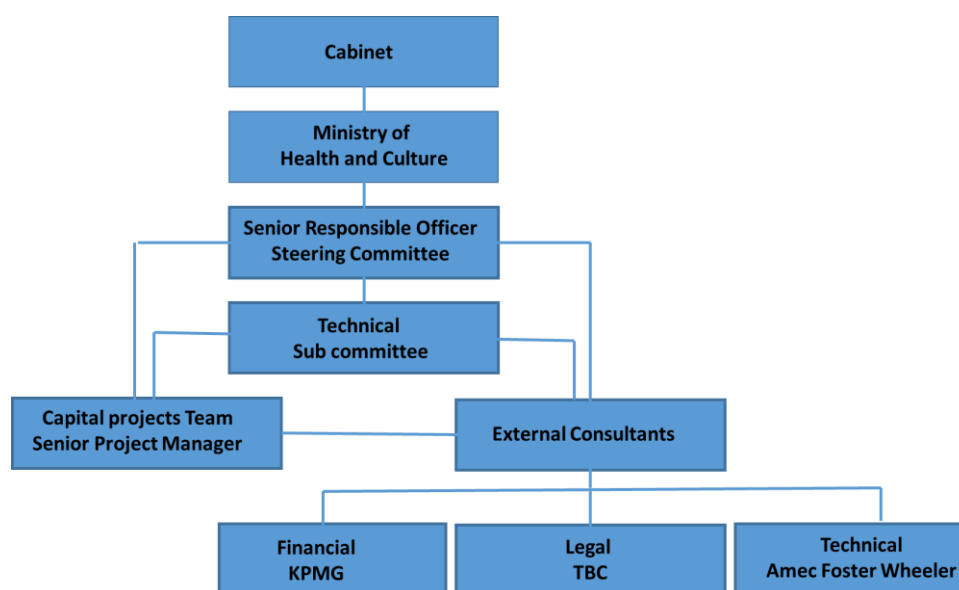 Cabinet
Ministry of
Health and Culture
Senior Responsible Officer
Steering Committee
Technical
Sub committee
Capital projects Team
Senior Project Manager
External Consultants
Financial
KPMG
Legal
TBC
Technical
Amec Foster Wheeler